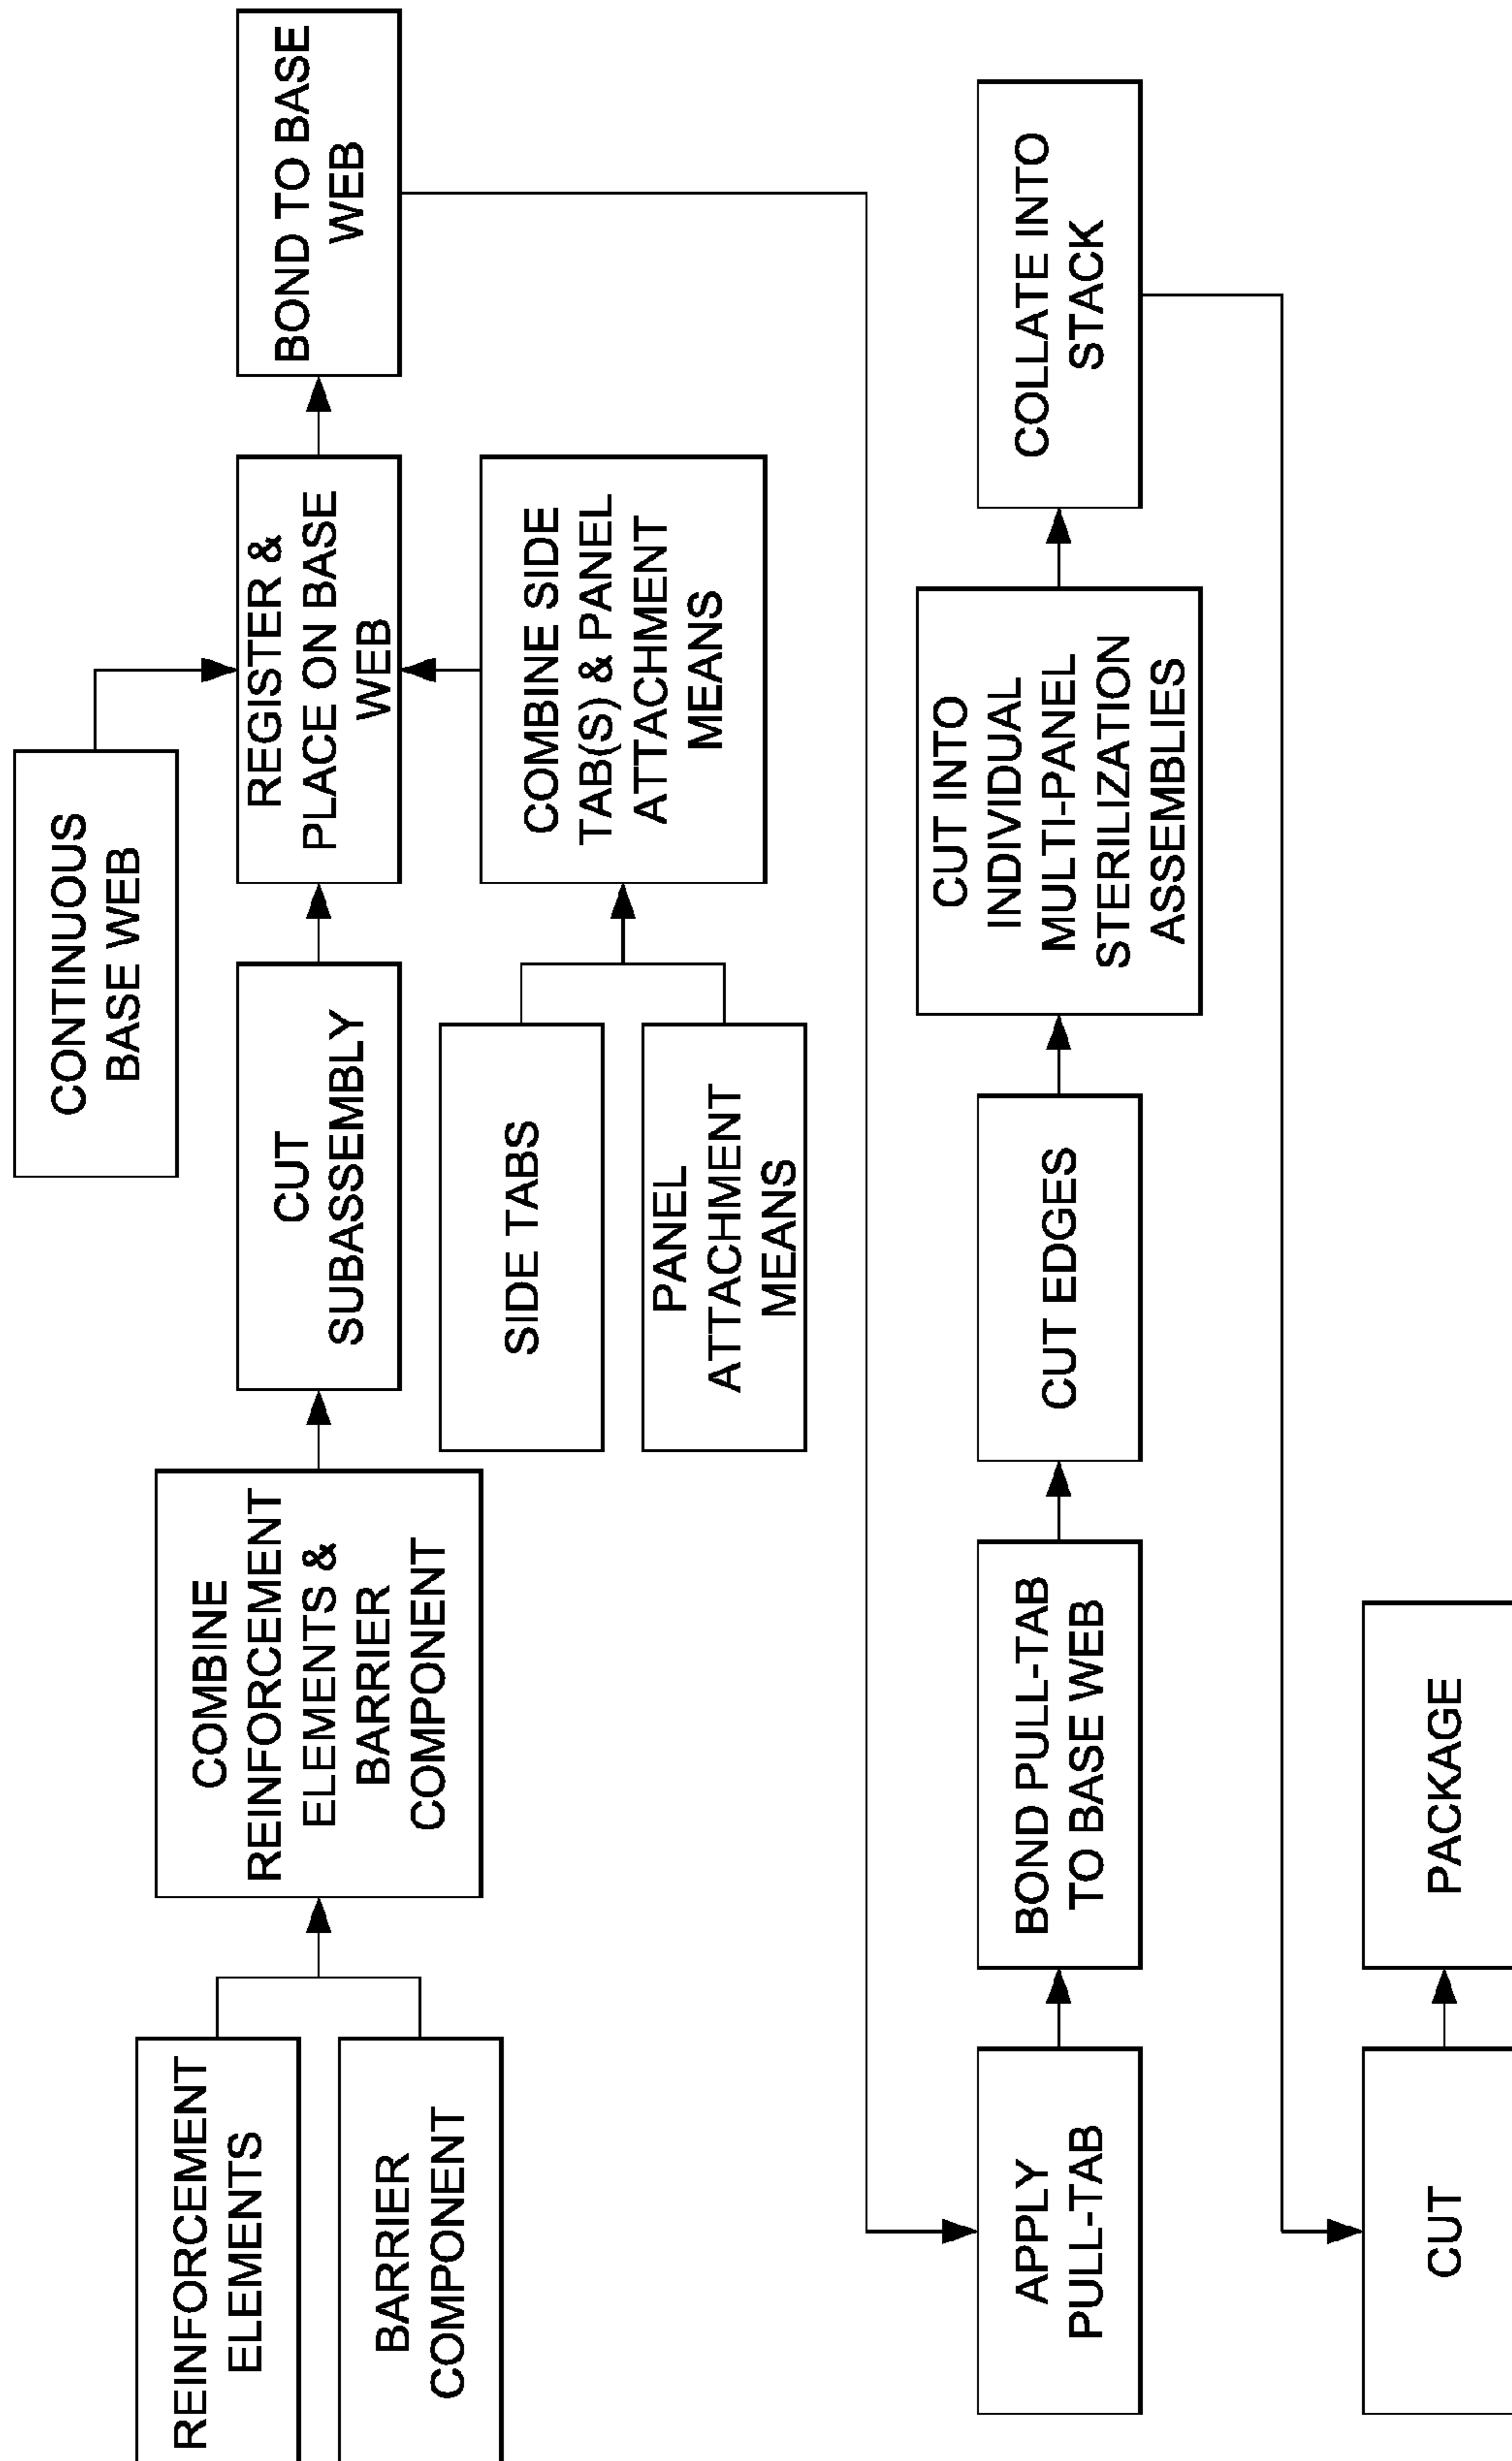 REINFORCEMENT
ELEMENTS
BARRIER
COMPONENT
COMBINE
REINFORCEMENT
ELEMENTS &
BARRIER
COMPONENT
CUT
SUBASSEMBLY
CONTINUOUS
BASE WEB
REGISTER &
PLACE ON BASE
WEB
SIDE TABS
PANEL
ATTACHMENT
MEANS
COMBINE SIDE
TAB(S) & PANEL
ATTACHMENT
MEANS
BOND TO BASE
WEB
APPLY
PULL-TAB
BOND PULL-TAB
TO BASE WEB
CUT EDGES
CUT INTO
INDIVIDUAL
MULTI-PANEL
STERILIZATION
ASSEMBLIES
COLLATE INTO
STACK
CUT
PACKAGE